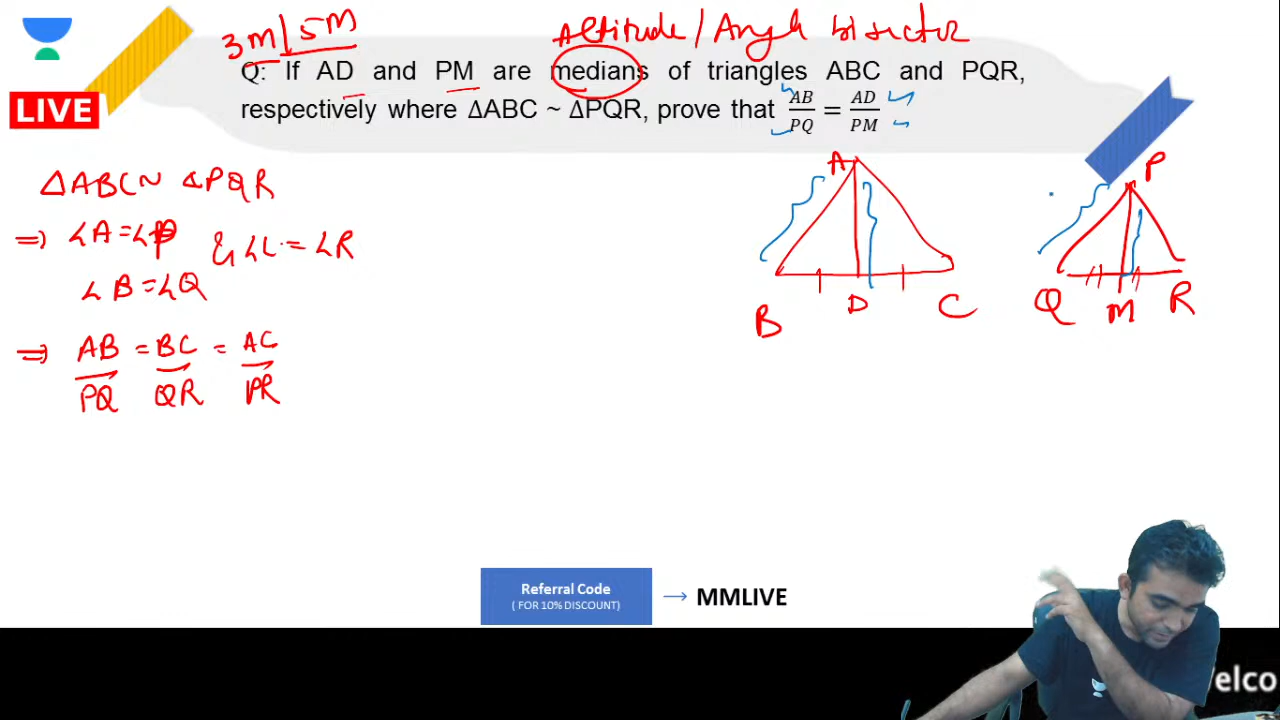 3M/5M
Altitude / Angle bisector
Q: If AD and PM are medians of triangles ABC and PQR,
respectively where ΔABC ~ ΔPQR, prove that AB/PQ = AD/PM
LIVE
ΔABC ~ ΔPQR
⇒ ∠A = ∠P & ∠C = ∠R
∠B = ∠Q
⇒ AB/PQ = BC/QR = AC/PR
A
B D C
P
Q M R
Referral Code
( FOR 10% DISCOUNT)
→ MMLIVE
Velco